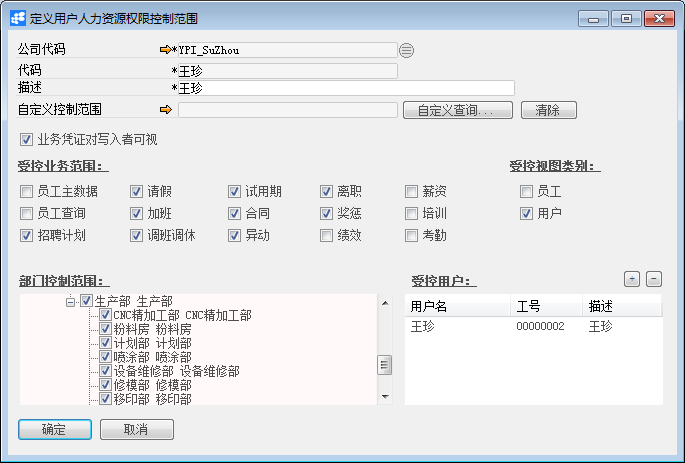 定义用户人力资源权限控制范围
公司代码 *YPI_SuZhou
代码 *王珍
描述 *王珍
自定义控制范围 自定义查询... 清除
业务凭证对写入者可视
受控业务范围： 受控视图类别：
员工主数据 请假 试用期 离职 薪资 员工
员工查询 加班 合同 奖惩 培训 用户
招聘计划 调班调休 异动 绩效 考勤
部门控制范围： 受控用户： + -
生产部 生产部
CNC精加工部 CNC精加工部
粉料房 粉料房
计划部 计划部
喷涂部 喷涂部
设备维修部 设备维修部
修模部 修模部
移印部 移印部
用户名 工号 描述
王珍 00000002 王珍
确定 取消